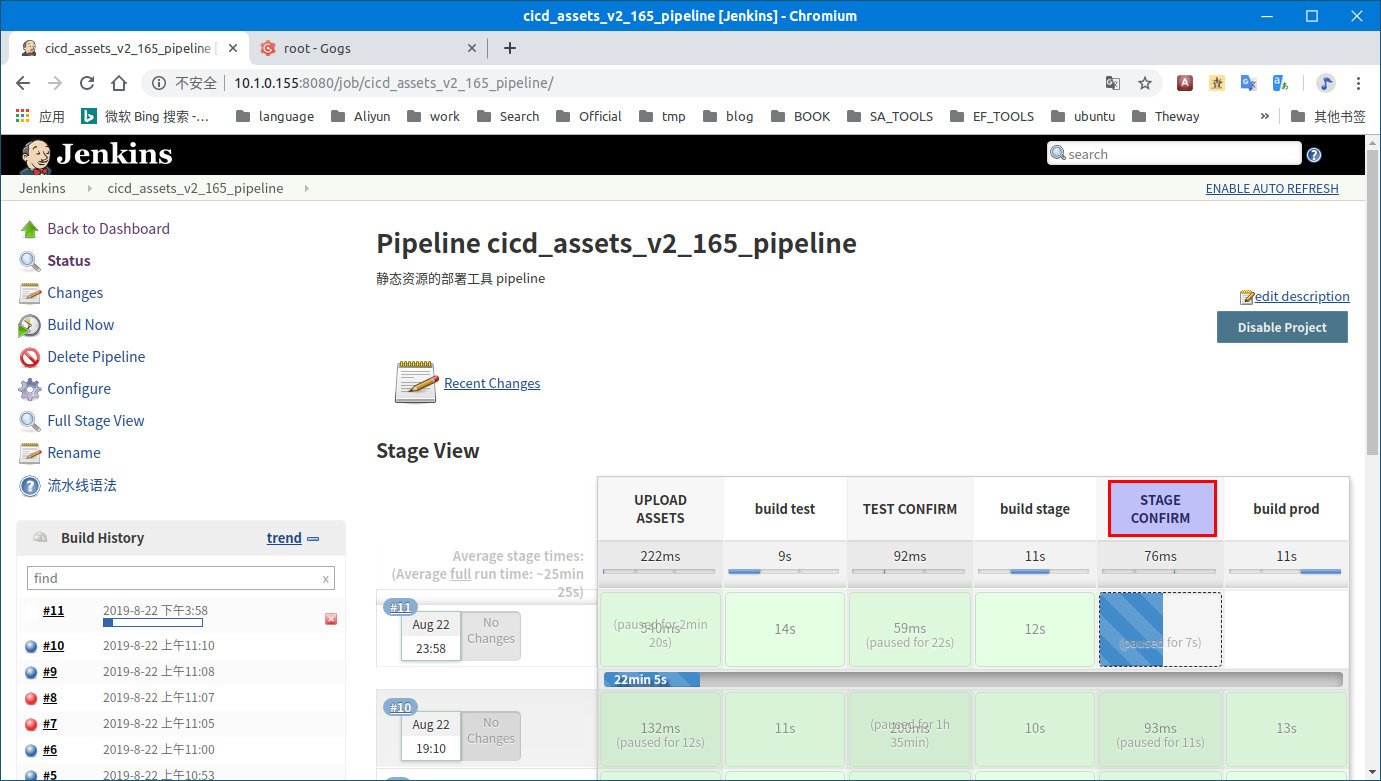 cicd_assets_v2_165_pipeline [Jenkins] - Chromium
cicd_assets_v2_165_pipeline [
root - Gogs
不安全
10.1.0.155:8080/job/cicd_assets_v2_165_pipeline/
应用
微软 Bing 搜索 -...
language
Aliyun
work
Search
Official
tmp
blog
BOOK
SA_TOOLS
EF_TOOLS
ubuntu
Theway
»
其他书签
Jenkins
search
Jenkins
cicd_assets_v2_165_pipeline
ENABLE AUTO REFRESH
Back to Dashboard
Status
Changes
Build Now
Delete Pipeline
Configure
Full Stage View
Rename
流水线语法
Build History
trend
find
x
#11
2019-8-22 下午3:58
#10
2019-8-22 上午11:10
#9
2019-8-22 上午11:08
#8
2019-8-22 上午11:07
#7
2019-8-22 上午11:05
#6
2019-8-22 上午11:00
#5
2019-8-22 上午10:53
Pipeline cicd_assets_v2_165_pipeline
静态资源的部署工具 pipeline
edit description
Disable Project
Recent Changes
Stage View
UPLOAD
ASSETS
build test
TEST CONFIRM
build stage
STAGE
CONFIRM
build prod
Average stage times:
(Average full run time: ~25min
25s)
222ms
9s
92ms
11s
76ms
11s
#11
Aug 22
23:58
No
Changes
540ms
(paused for 2min
20s)
14s
59ms
(paused for 22s)
12s
(paused for 7s)
22min 5s
#10
Aug 22
19:10
No
Changes
132ms
(paused for 12s)
11s
200ms
(paused for 1h
35min)
10s
93ms
(paused for 11s)
13s